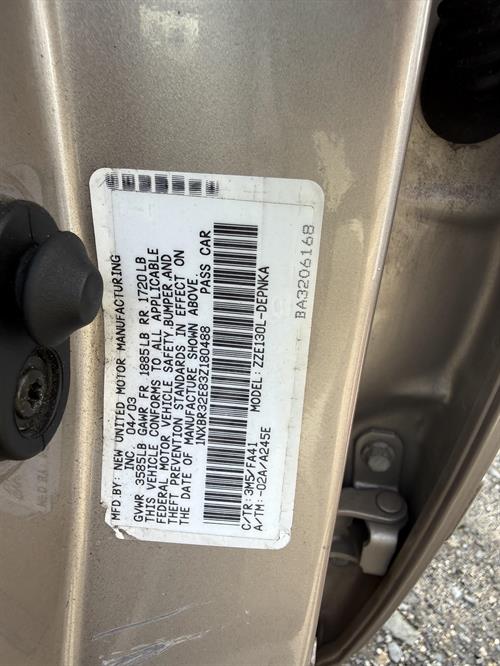 MFD.BY: NEW UNITED MOTOR MANUFACTURING
INC. 04/03
GVWR 3585LB GAWR FR 1885LB RR 1720LB
THIS VEHICLE CONFORMS TO ALL APPLICABLE
FEDERAL MOTOR VEHICLE SAFETY,BUMPER,AND
THEFT PREVENTION STANDARDS IN EFFECT ON
THE DATE OF MANUFACTURE SHOWN ABOVE.
1NXBR32E83Z180488 PASS CAR
C/TR: 3M5/FA41 MODEL: ZZE130L-DEPNKA
A/TM: -02A/A245E
BA3206168